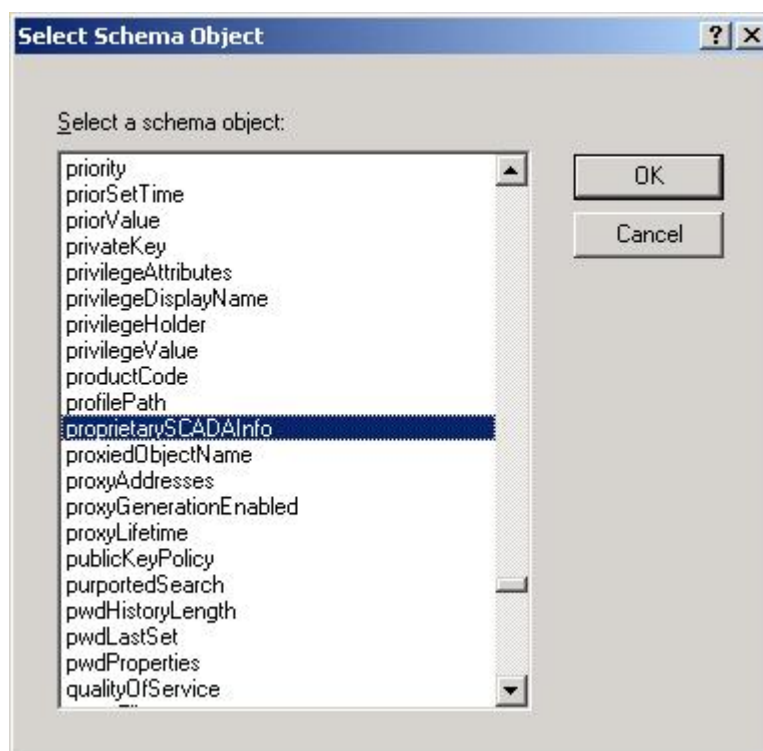 Select Schema Object
Select a schema object:
priority
priorSetTime
priorValue
privateKey
privilegeAttributes
privilegeDisplayName
privilegeHolder
privilegeValue
productCode
profilePath
proprietarySCADAInfo
proxiedObjectName
proxyAddresses
proxyGenerationEnabled
proxyLifetime
publicKeyPolicy
purportedSearch
pwdHistoryLength
pwdLastSet
pwdProperties
qualityOfService
OK
Cancel